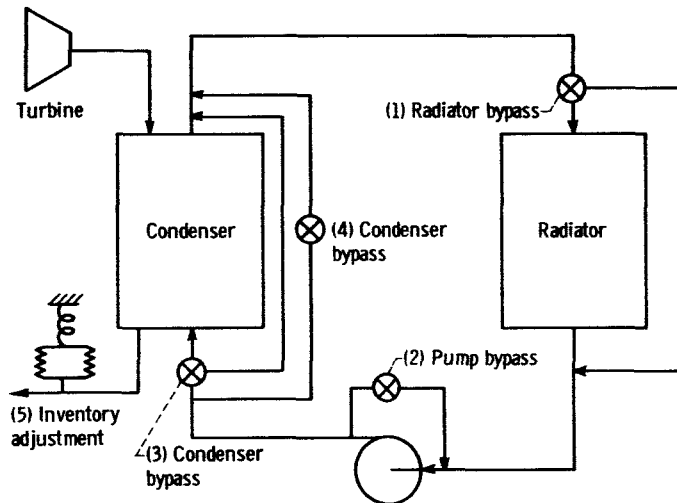 Turbine
(1) Radiator bypass
Condenser
(4) Condenser
bypass
Radiator
(2) Pump bypass
(5) Inventory
adjustment
(3) Condenser
bypass